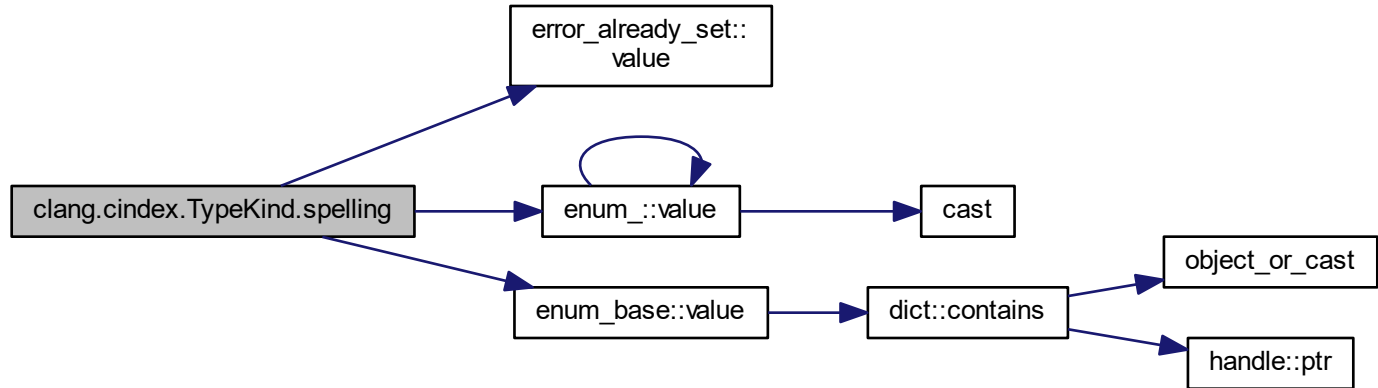 error_already_set::
value
clang.cindex.TypeKind.spelling
enum_::value
cast
enum_base::value
dict::contains
object_or_cast
handle::ptr